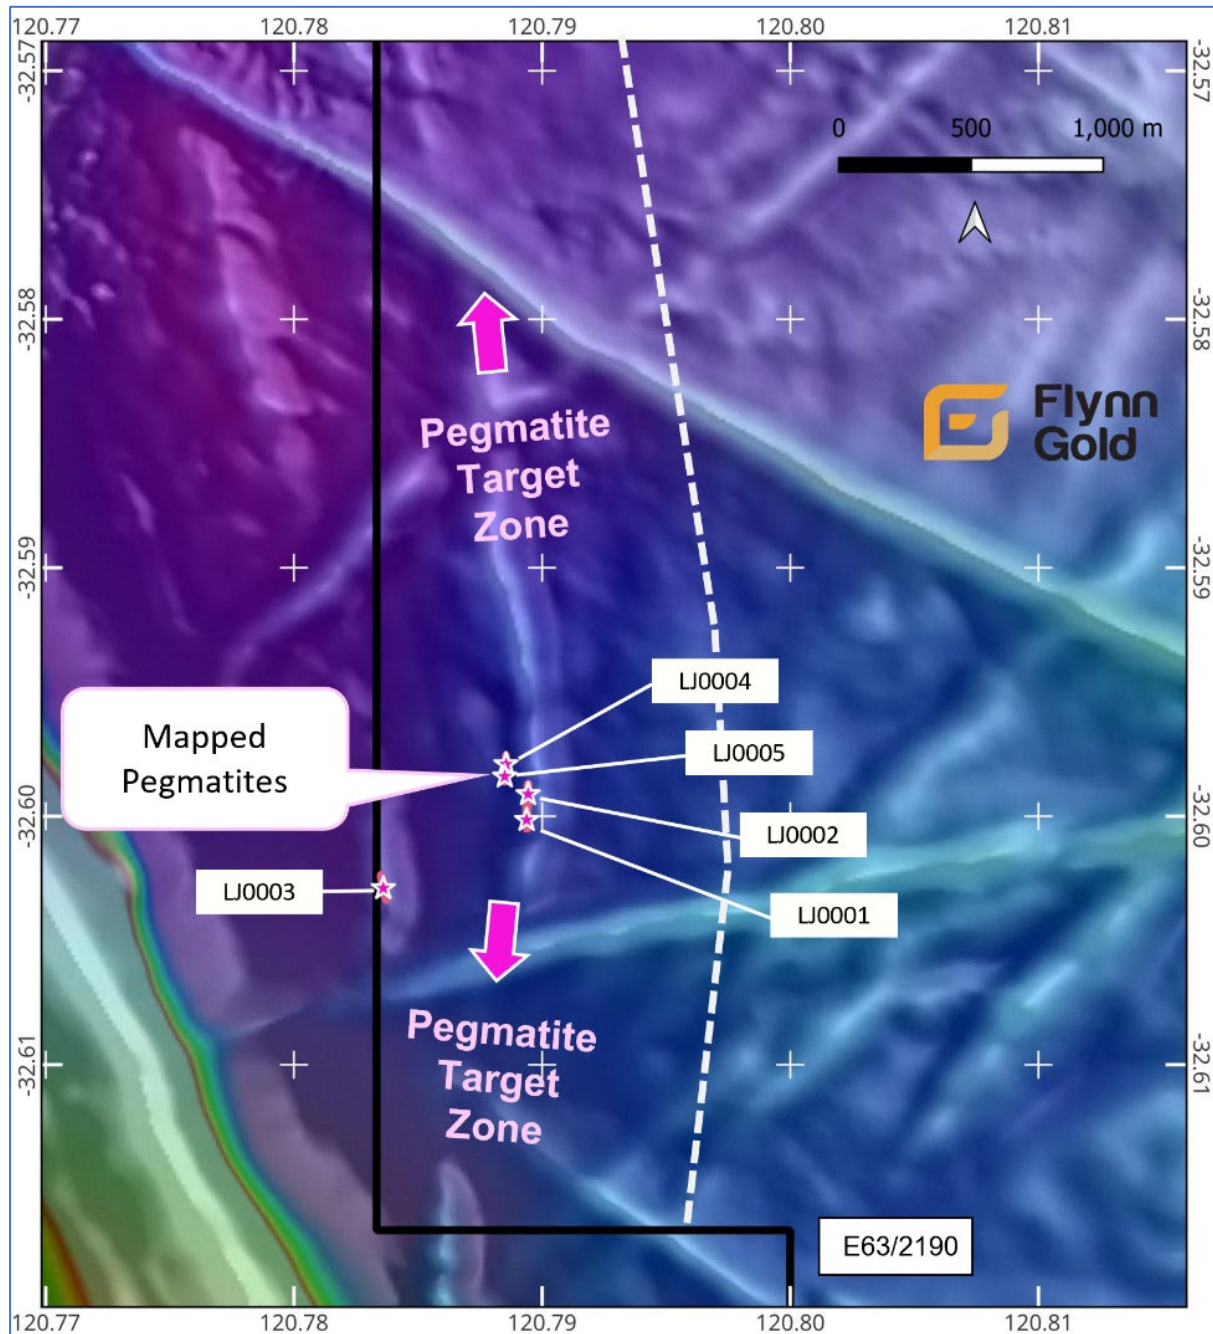 120.77 120.78 120.79 120.80 120.81
-32.57 -32.57
0 500 1,000 m
-32.58 -32.58
Flynn
Gold
Pegmatite
Target
Zone
-32.59 -32.59
LJ0004
Mapped
Pegmatites
LJ0005
-32.60 -32.60
LJ0002
LJ0003
LJ0001
Pegmatite
Target
Zone
-32.61 -32.61
E63/2190
120.77 120.78 120.79 120.80 120.81